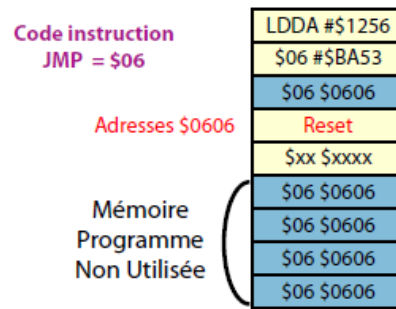 Code instruction
JMP = $06
LDDA #$1256
$06 #$BA53
$06 $0606
Adresses $0606
Reset
$xx $xxxx
Mémoire
Programme
Non Utilisée
$06 $0606
$06 $0606
$06 $0606
$06 $0606